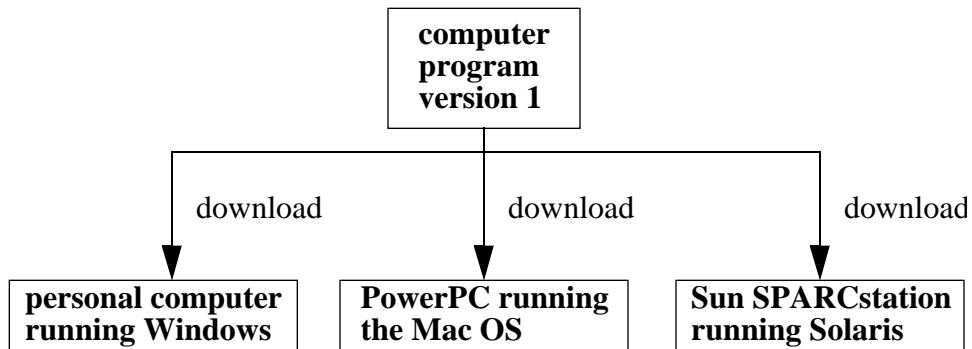 computer
program
version 1
download
download
download
personal computer
running Windows
PowerPC running
the Mac OS
Sun SPARCstation
running Solaris